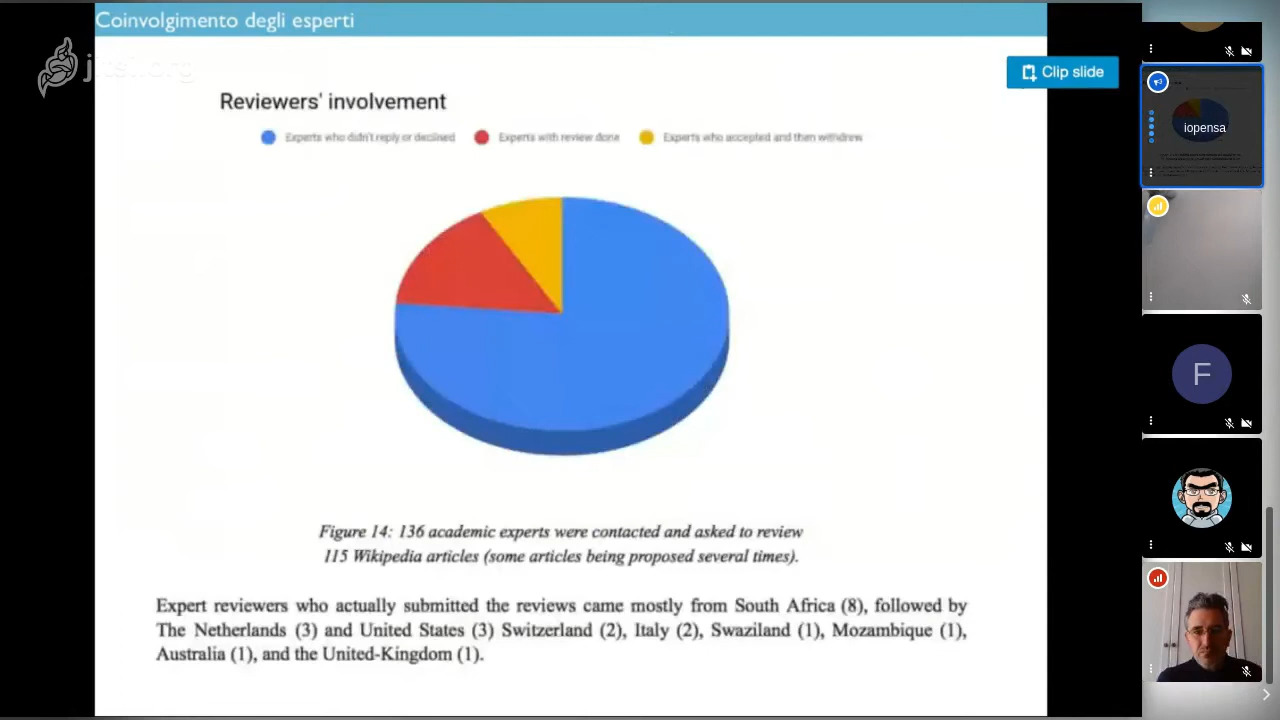 Coinvolgimento degli esperti
jitsi.org
Clip slide
Reviewers' involvement
Experts who didn't reply or declined
Experts with review done
Experts who accepted and then withdrew
Figure 14: 136 academic experts were contacted and asked to review
115 Wikipedia articles (some articles being proposed several times).
Expert reviewers who actually submitted the reviews came mostly from South Africa (8), followed by
The Netherlands (3) and United States (3) Switzerland (2), Italy (2), Swaziland (1), Mozambique (1),
Australia (1), and the United-Kingdom (1).
iopensa
F